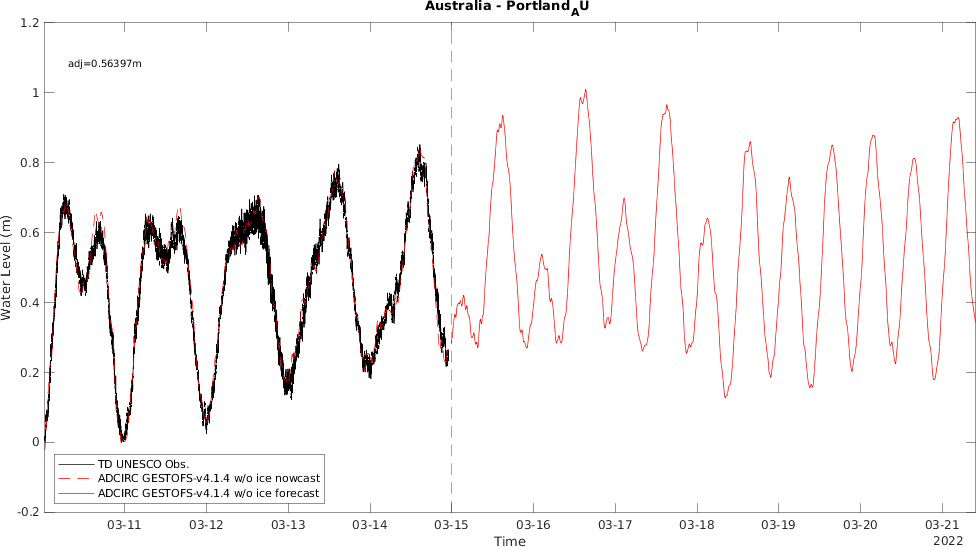 Australia - Portland_AU
1.2
adj=0.56397m
1
0.8
0.6
0.4
0.2
0
-0.2
Water Level (m)
TD UNESCO Obs.
ADCIRC GESTOFS-v4.1.4 w/o ice nowcast
ADCIRC GESTOFS-v4.1.4 w/o ice forecast
03-11 03-12 03-13 03-14 03-15 03-16 03-17 03-18 03-19 03-20 03-21
Time
2022